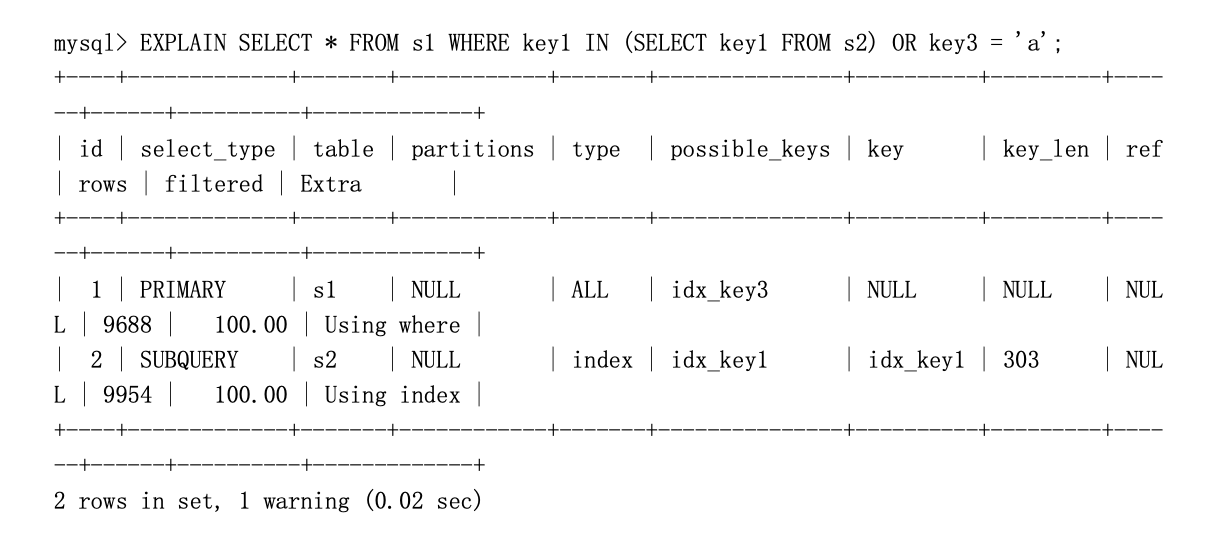 mysql> EXPLAIN SELECT * FROM s1 WHERE key1 IN (SELECT key1 FROM s2) OR key3 = 'a';
+----+-------------+-------+------------+-------+---------------+----------+---------+----
--+------+----------+-------------+
| id | select_type | table | partitions | type  | possible_keys | key      | key_len | ref
| rows | filtered | Extra       |
+----+-------------+-------+------------+-------+---------------+----------+---------+----
--+------+----------+-------------+
|  1 | PRIMARY     | s1    | NULL       | ALL   | idx_key3      | NULL     | NULL    | NUL
L | 9688 |   100.00 | Using where |
|  2 | SUBQUERY    | s2    | NULL       | index | idx_key1      | idx_key1 | 303     | NUL
L | 9954 |   100.00 | Using index |
+----+-------------+-------+------------+-------+---------------+----------+---------+----
--+------+----------+-------------+
2 rows in set, 1 warning (0.02 sec)